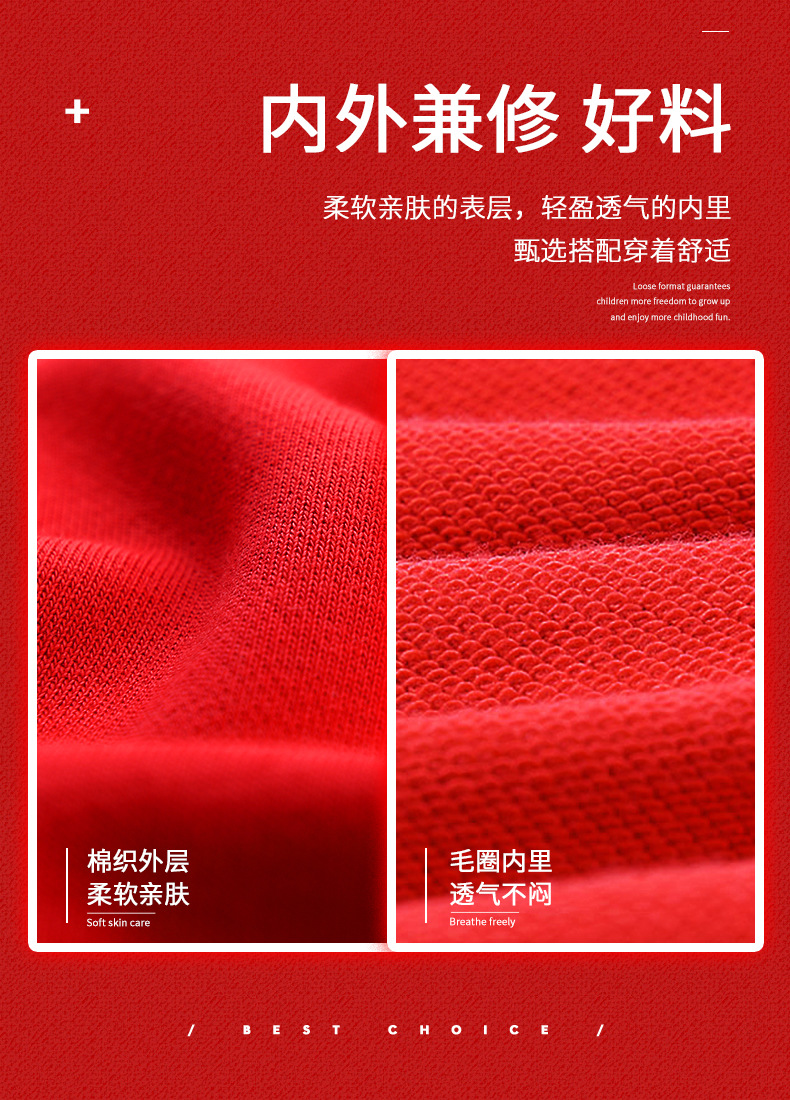 内外兼修 好料
柔软亲肤的表层，轻盈透气的内里
甄选搭配穿着舒适
Loose format guarantees
children more freedom to grow up
and enjoy more childhood fun.
棉织外层
柔软亲肤
Soft skin care
毛圈内里
透气不闷
Breathe freely
/ BEST CHOICE /